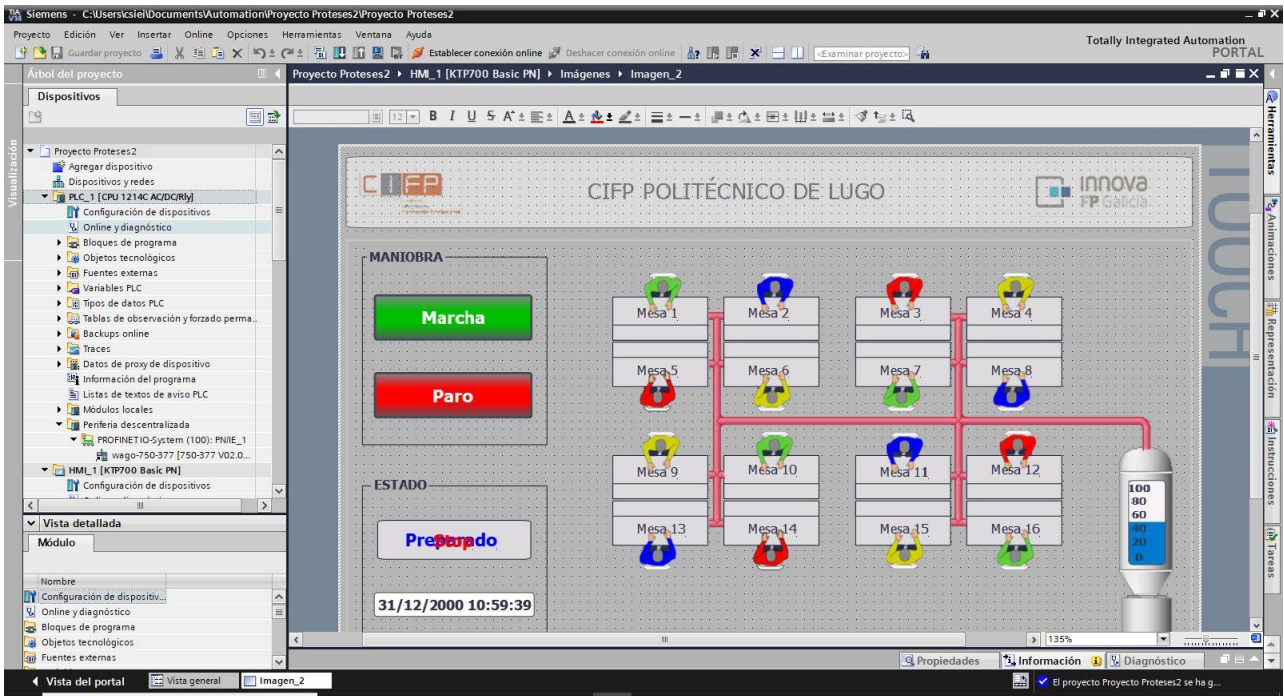 Siemens - C:\Users\csiei\Documents\Automation\Proyecto Proteses2\Proyecto Proteses2
Proyecto Edición Ver Insertar Online Opciones Herramientas Ventana Ayuda
Totally Integrated Automation
PORTAL
Guardar proyecto Establecer conexión online Deshacer conexión online <Examinar proyecto>
Árbol del proyecto
Proyecto Proteses2 HMI_1 [KTP700 Basic PN] Imágenes Imagen_2
Dispositivos
12 B I U S A
Visualización
Proyecto Proteses2
Agregar dispositivo
Dispositivos y redes
PLC_1 [CPU 1214C AC/DC/Rly]
Configuración de dispositivos
Online y diagnóstico
Bloques de programa
Objetos tecnológicos
Fuentes externas
Variables PLC
Tipos de datos PLC
Tablas de observación y forzado perma..
Backups online
Traces
Datos de proxy de dispositivo
Información del programa
Listas de textos de aviso PLC
Módulos locales
Periferia descentralizada
PROFINET IO-System (100): PN/IE_1
wago-750-377 [750-377 V02.0...
HMI_1 [KTP700 Basic PN]
Configuración de dispositivos
Vista detallada
Módulo
Nombre
Configuración de dispositiv...
Online y diagnóstico
Bloques de programa
Objetos tecnológicos
Fuentes externas
CIFP
CIFP POLITÉCNICO DE LUGO
innova
FP Galicia
TOUCH
MANIOBRA
Marcha
Paro
ESTADO
Preparado
Stop
31/12/2000 10:59:39
Mesa 1 Mesa 2 Mesa 3 Mesa 4
Mesa 5 Mesa 6 Mesa 7 Mesa 8
Mesa 9 Mesa 10 Mesa 11 Mesa 12
Mesa 13 Mesa 14 Mesa 15 Mesa 16
100
80
60
40
20
0
135%
Herramientas
Animaciones
Representación
Instrucciones
Tareas
Propiedades Información Diagnóstico
Vista del portal Vista general Imagen_2 El proyecto Proyecto Proteses2 se ha g...